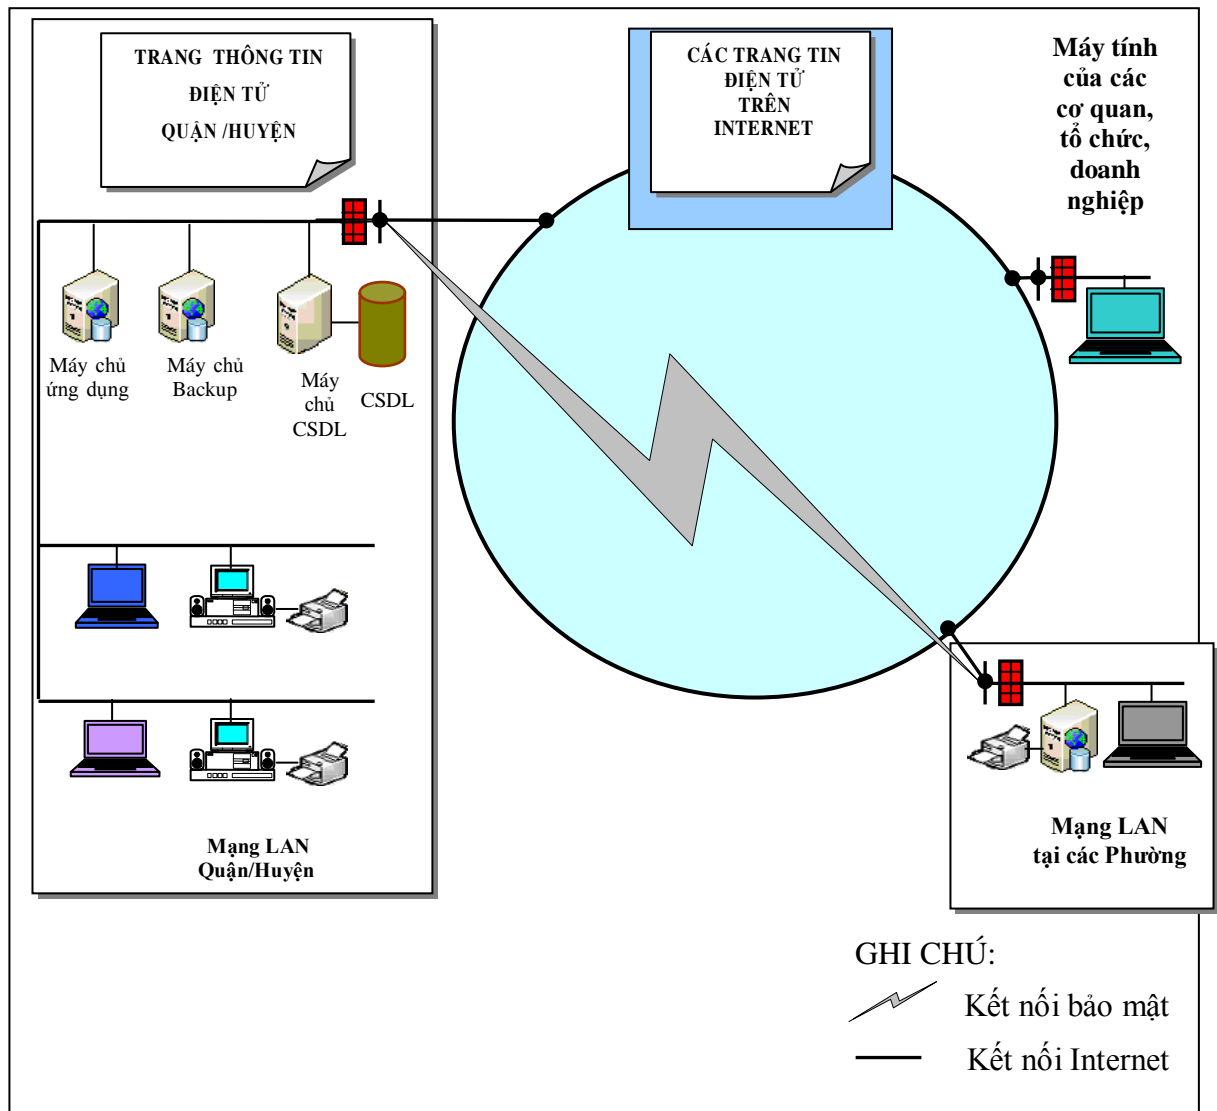 TRANG THÔNG TIN
ĐIỆN TỬ
QUẬN /HUYỆN
CÁC TRANG TIN
ĐIỆN TỬ
TRÊN
INTERNET
Máy tính
của các
cơ quan,
tổ chức,
doanh
nghiệp
Máy chủ
ứng dụng
Máy chủ
Backup
Máy
chủ
CSDL
CSDL
Mạng LAN
Quận/Huyện
Mạng LAN
tại các Phường
GHI CHÚ:
Kết nối bảo mật
Kết nối Internet